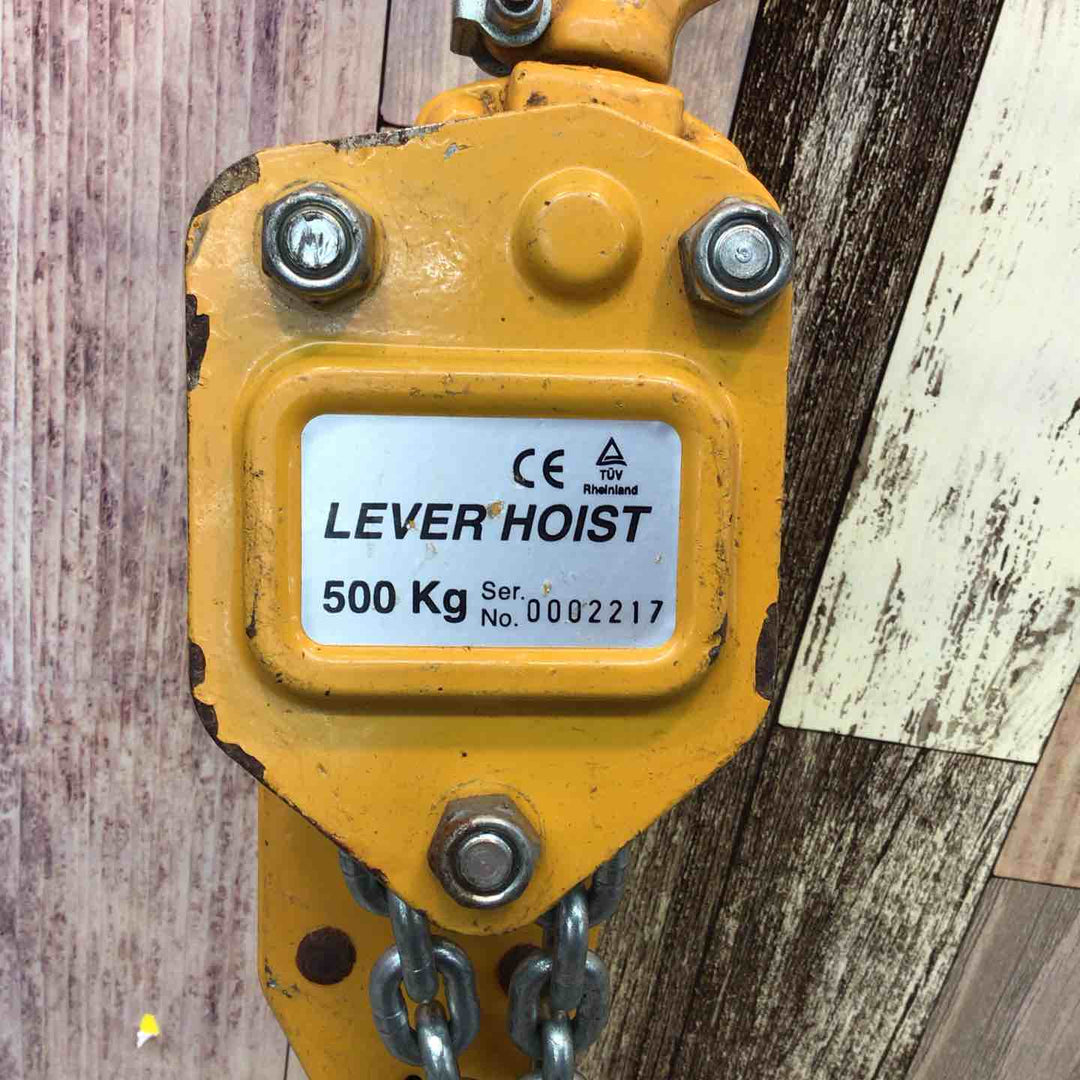 CE
TÜV
Rheinland
LEVER HOIST
500 Kg Ser. No. 0002217